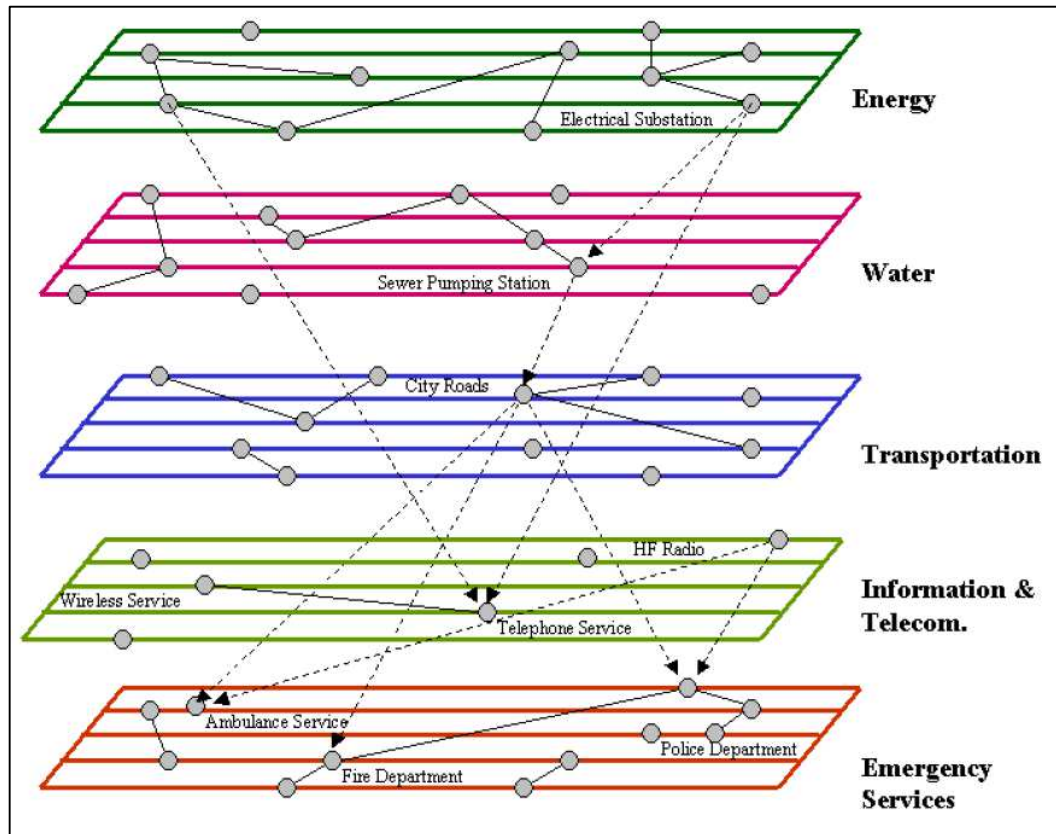 Electrical Substation
Energy
Sewer Pumping Station
Water
City Roads
Transportation
HF Radio
Wireless Service
Telephone Service
Information &
Telecom.
Ambulance Service
Police Department
Fire Department
Emergency
Services